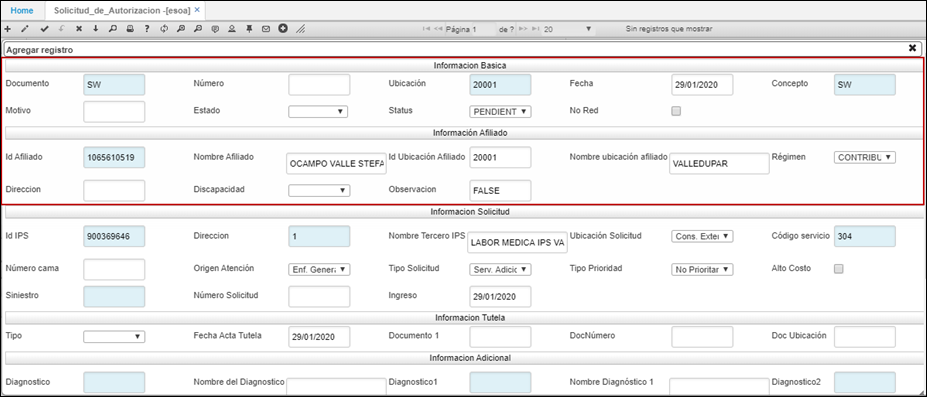 Home Solicitud_de_Autorizacion -[esoa] ×
Página 1 de ? 20 Sin registros que mostrar
Agregar registro
Informacion Basica
Documento SW Número Ubicación 20001 Fecha 29/01/2020 Concepto SW
Motivo Estado Status PENDIENT No Red
Información Afiliado
Id Afiliado 1065610519 Nombre Afiliado OCAMPO VALLE STEFA Id Ubicación Afiliado 20001 Nombre ubicación afiliado VALLEDUPAR Régimen CONTRIBU
Direccion Discapacidad Observacion FALSE
Informacion Solicitud
Id IPS 900369646 Direccion 1 Nombre Tercero IPS LABOR MEDICA IPS VA Ubicación Solicitud Cons. Exter Código servicio 304
Número cama Origen Atención Enf. Genera Tipo Solicitud Serv. Adicic Tipo Prioridad No Prioritar Alto Costo
Siniestro Número Solicitud Ingreso 29/01/2020
Informacion Tutela
Tipo Fecha Acta Tutela 29/01/2020 Documento 1 DocNúmero Doc Ubicación
Informacion Adicional
Diagnostico Nombre del Diagnostico Diagnostico1 Nombre Diagnóstico 1 Diagnostico2